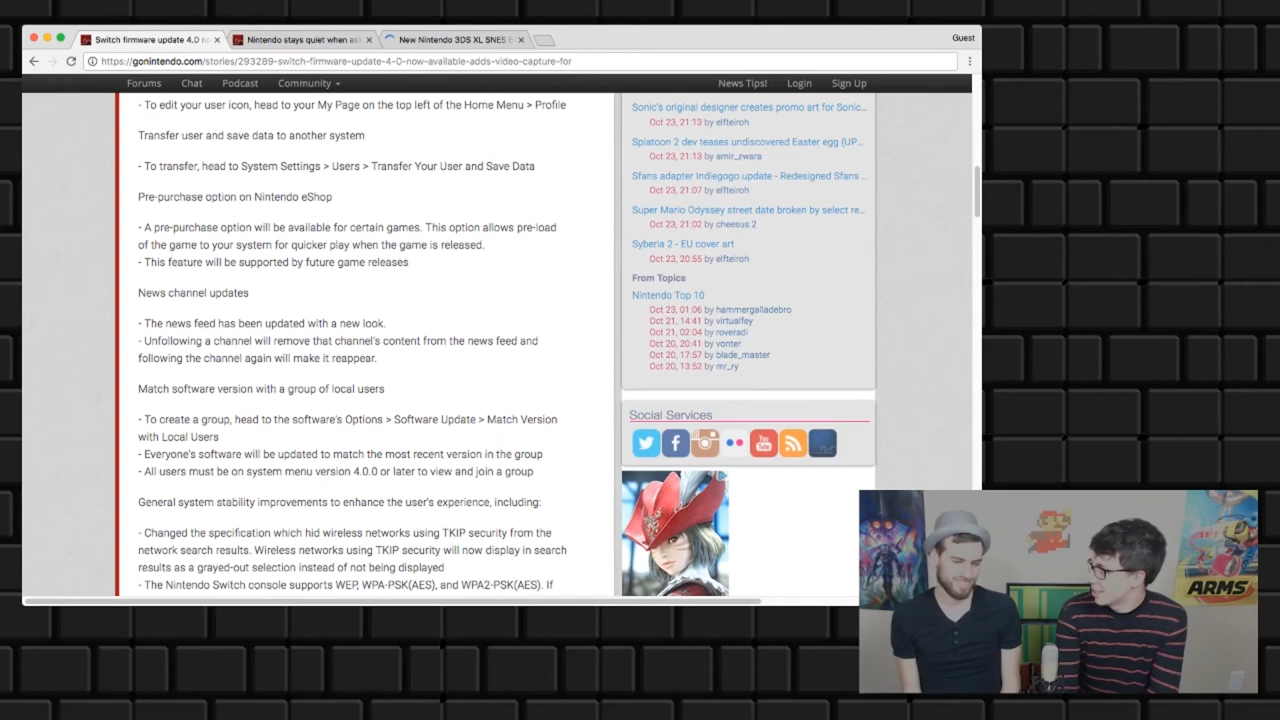 Switch firmware update 4.0 n
Nintendo stays quiet when as
New Nintendo 3DS XL SNES E
Guest
https://gonintendo.com/stories/293289-switch-firmware-update-4-0-now-available-adds-video-capture-for
Forums Chat Podcast Community
News Tips! Login Sign Up
- To edit your user icon, head to your My Page on the top left of the Home Menu > Profile
Transfer user and save data to another system
- To transfer, head to System Settings > Users > Transfer Your User and Save Data
Pre-purchase option on Nintendo eShop
- A pre-purchase option will be available for certain games. This option allows pre-load
of the game to your system for quicker play when the game is released.
- This feature will be supported by future game releases
News channel updates
- The news feed has been updated with a new look.
- Unfollowing a channel will remove that channel's content from the news feed and
following the channel again will make it reappear.
Match software version with a group of local users
- To create a group, head to the software's Options > Software Update > Match Version
with Local Users
- Everyone's software will be updated to match the most recent version in the group
- All users must be on system menu version 4.0.0 or later to view and join a group
General system stability improvements to enhance the user's experience, including:
- Changed the specification which hid wireless networks using TKIP security from the
network search results. Wireless networks using TKIP security will now display in search
results as a grayed-out selection instead of not being displayed
- The Nintendo Switch console supports WEP, WPA-PSK(AES), and WPA2-PSK(AES). If
Sonic's original designer creates promo art for Sonic...
Oct 23, 21:13 by elfteiroh
Splatoon 2 dev teases undiscovered Easter egg (UP...
Oct 23, 21:13 by amir_zwara
Sfans adapter Indiegogo update - Redesigned Sfans ...
Oct 23, 21:07 by elfteiroh
Super Mario Odyssey street date broken by select re...
Oct 23, 21:02 by cheesus 2
Syberia 2 - EU cover art
Oct 23, 20:55 by elfteiroh
From Topics
Nintendo Top 10
Oct 23, 01:06 by hammergalladebro
Oct 21, 14:41 by virtualfey
Oct 21, 02:04 by roveradi
Oct 20, 20:41 by vonter
Oct 20, 17:57 by blade_master
Oct 20, 13:52 by mr_ry
Social Services
You Tube
ARMS